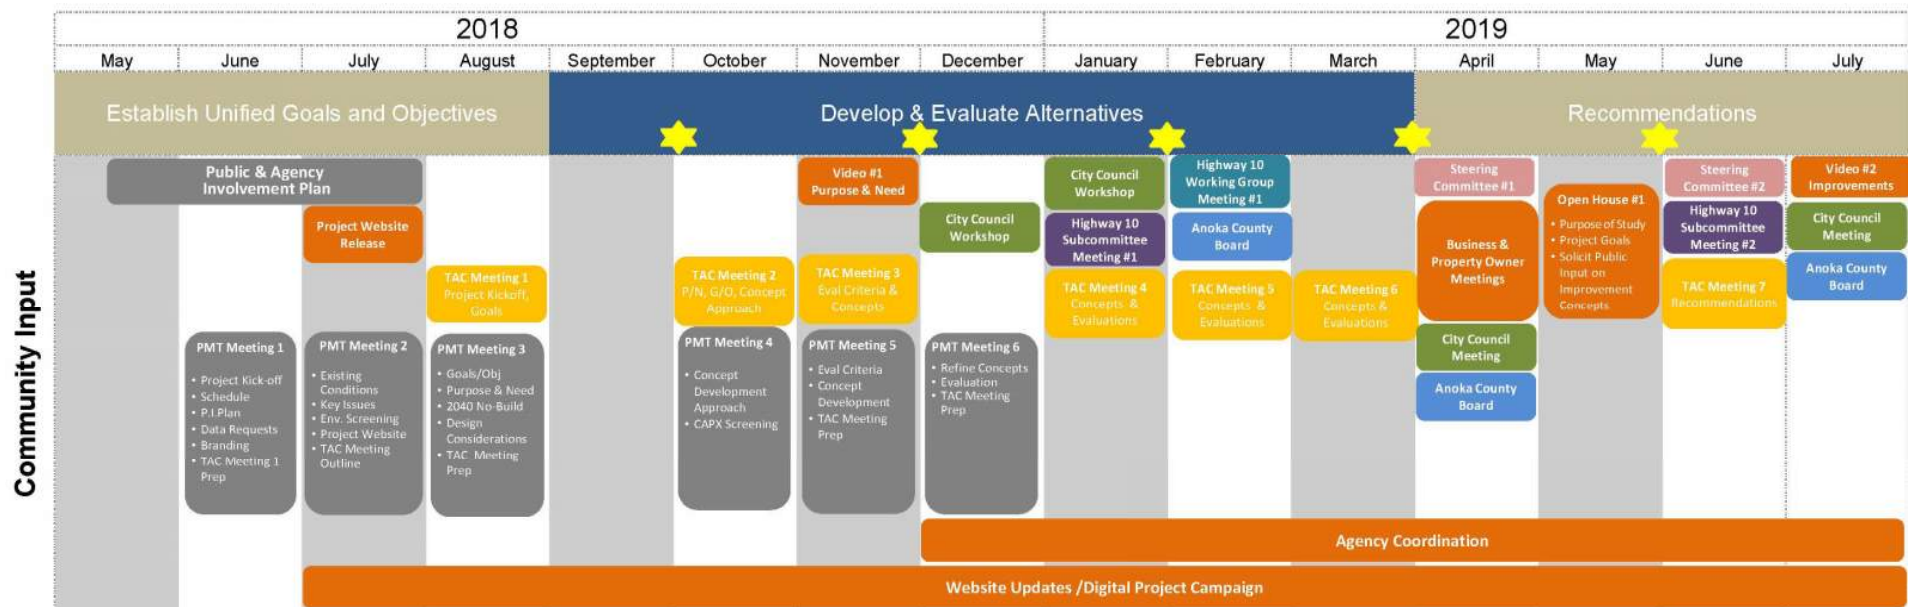 2018
2019
May
June
July
August
September
October
November
December
January
February
March
April
May
June
July
Establish Unified Goals and Objectives
Develop & Evaluate Alternatives
Recommendations
Community Input
Public & Agency
Involvement Plan
Project Website
Release
TAC Meeting 1
Project Kickoff,
Goals
PMT Meeting 1
• Project Kick-off
• Schedule
• P.I.Plan
• Data Requests
• Branding
• TAC Meeting 1
Prep
PMT Meeting 2
• Existing
Conditions
• Key Issues
• Env. Screening
• Project Website
• TAC Meeting
Outline
PMT Meeting 3
• Goals/Obj
• Purpose & Need
• 2040 No-Build
• Design
Considerations
• TAC Meeting
Prep
TAC Meeting 2
P/N, G/O, Concept
Approach
PMT Meeting 4
• Concept
Development
Approach
• CAPX Screening
Video #1
Purpose & Need
TAC Meeting 3
Eval Criteria &
Concepts
PMT Meeting 5
• Eval Criteria
• Concept
Development
• TAC Meeting
Prep
City Council
Workshop
PMT Meeting 6
• Refine Concepts
• Evaluation
• TAC Meeting
Prep
City Council
Workshop
Highway 10
Subcommittee
Meeting #1
TAC Meeting 4
Concepts &
Evaluations
Highway 10
Working Group
Meeting #1
Anoka County
Board
TAC Meeting 5
Concepts &
Evaluations
TAC Meeting 6
Concepts &
Evaluations
Steering
Committee #1
Business &
Property Owner
Meetings
City Council
Meeting
Anoka County
Board
Open House #1
• Purpose of Study
• Project Goals
• Solicit Public
Input on
Improvement
Concepts
Steering
Committee #2
Highway 10
Subcommittee
Meeting #2
TAC Meeting 7
Recommendations
Video #2
Improvements
City Council
Meeting
Anoka County
Board
Agency Coordination
Website Updates /Digital Project Campaign